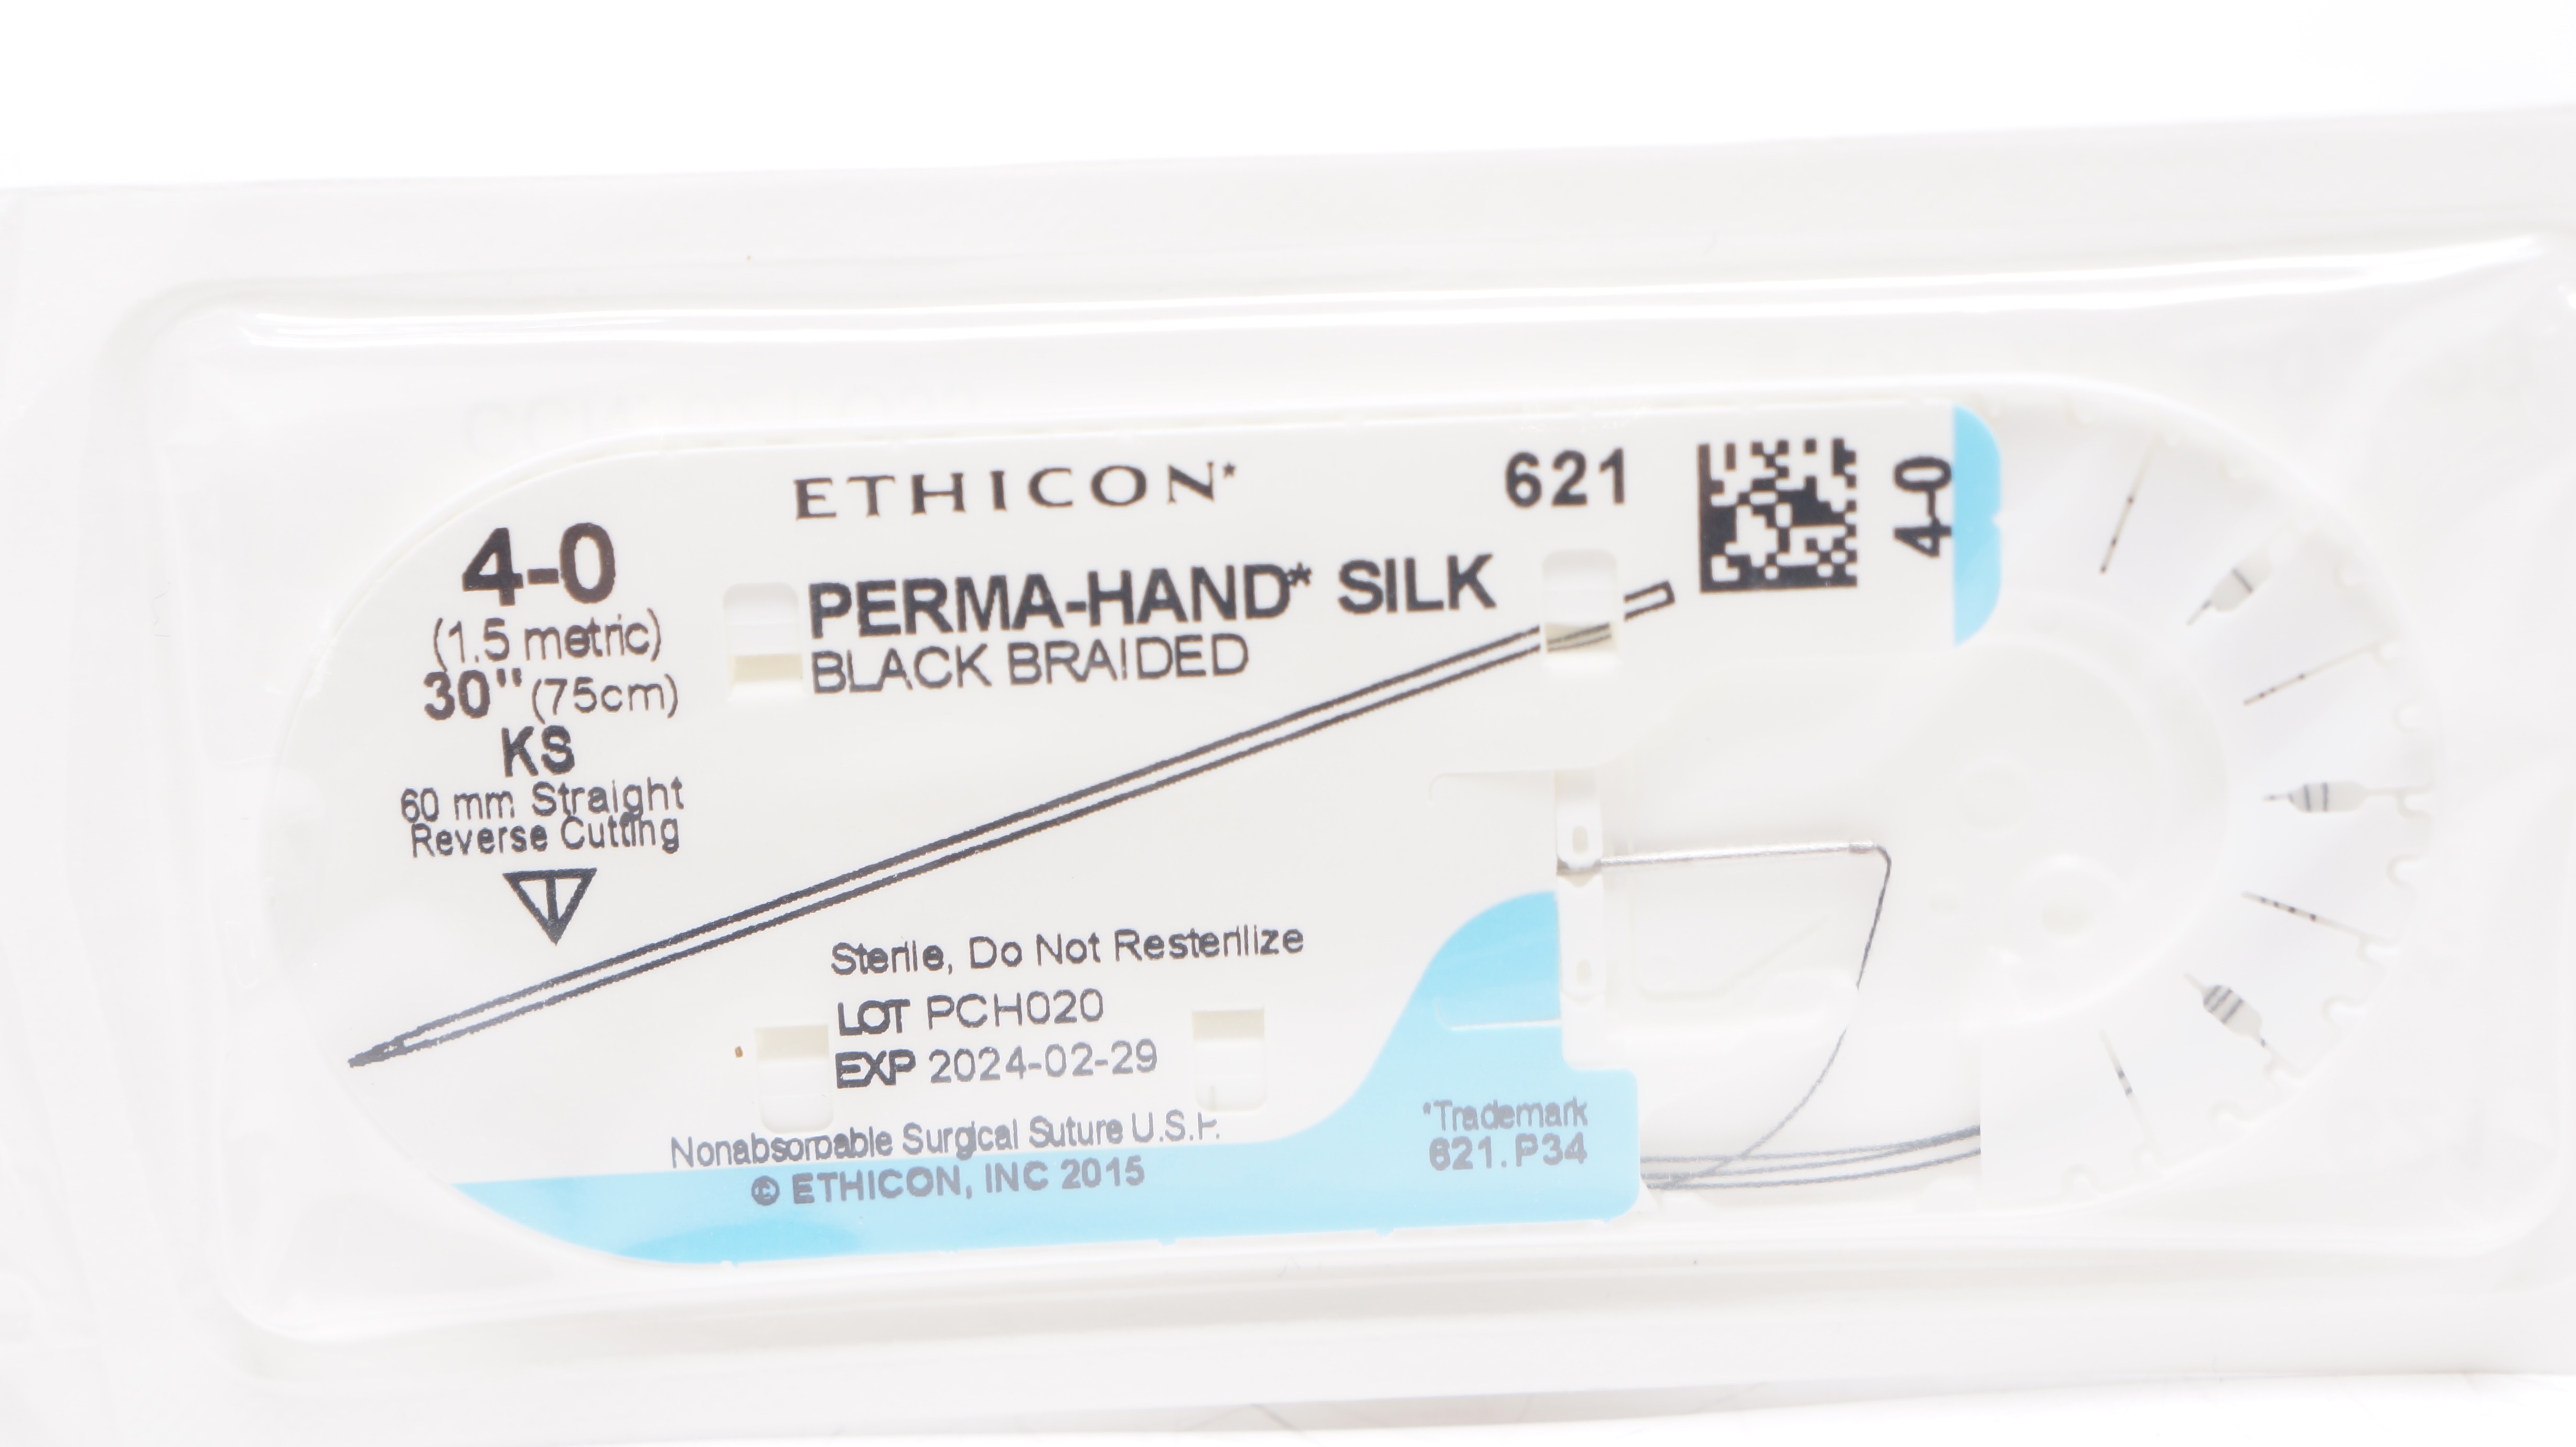 ETHICON*
621
4-0
4-0
(1.5 metric)
30" (75cm)
KS
60 mm Straight
Reverse Cutting
PERMA-HAND* SILK
BLACK BRAIDED
Sterile, Do Not Resterilize
LOT PCH020
EXP 2024-02-29
Nonabsorbable Surgical Suture U.S.P.
© ETHICON, INC 2015
*Trademark
621.P34